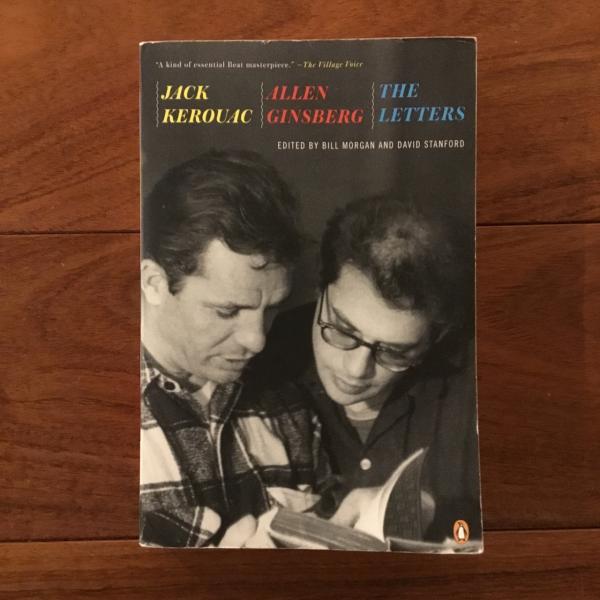 "A kind of essential Beat masterpiece." —The Village Voice
JACK ALLEN THE
KEROUAC GINSBERG LETTERS
EDITED BY BILL MORGAN AND DAVID STANFORD